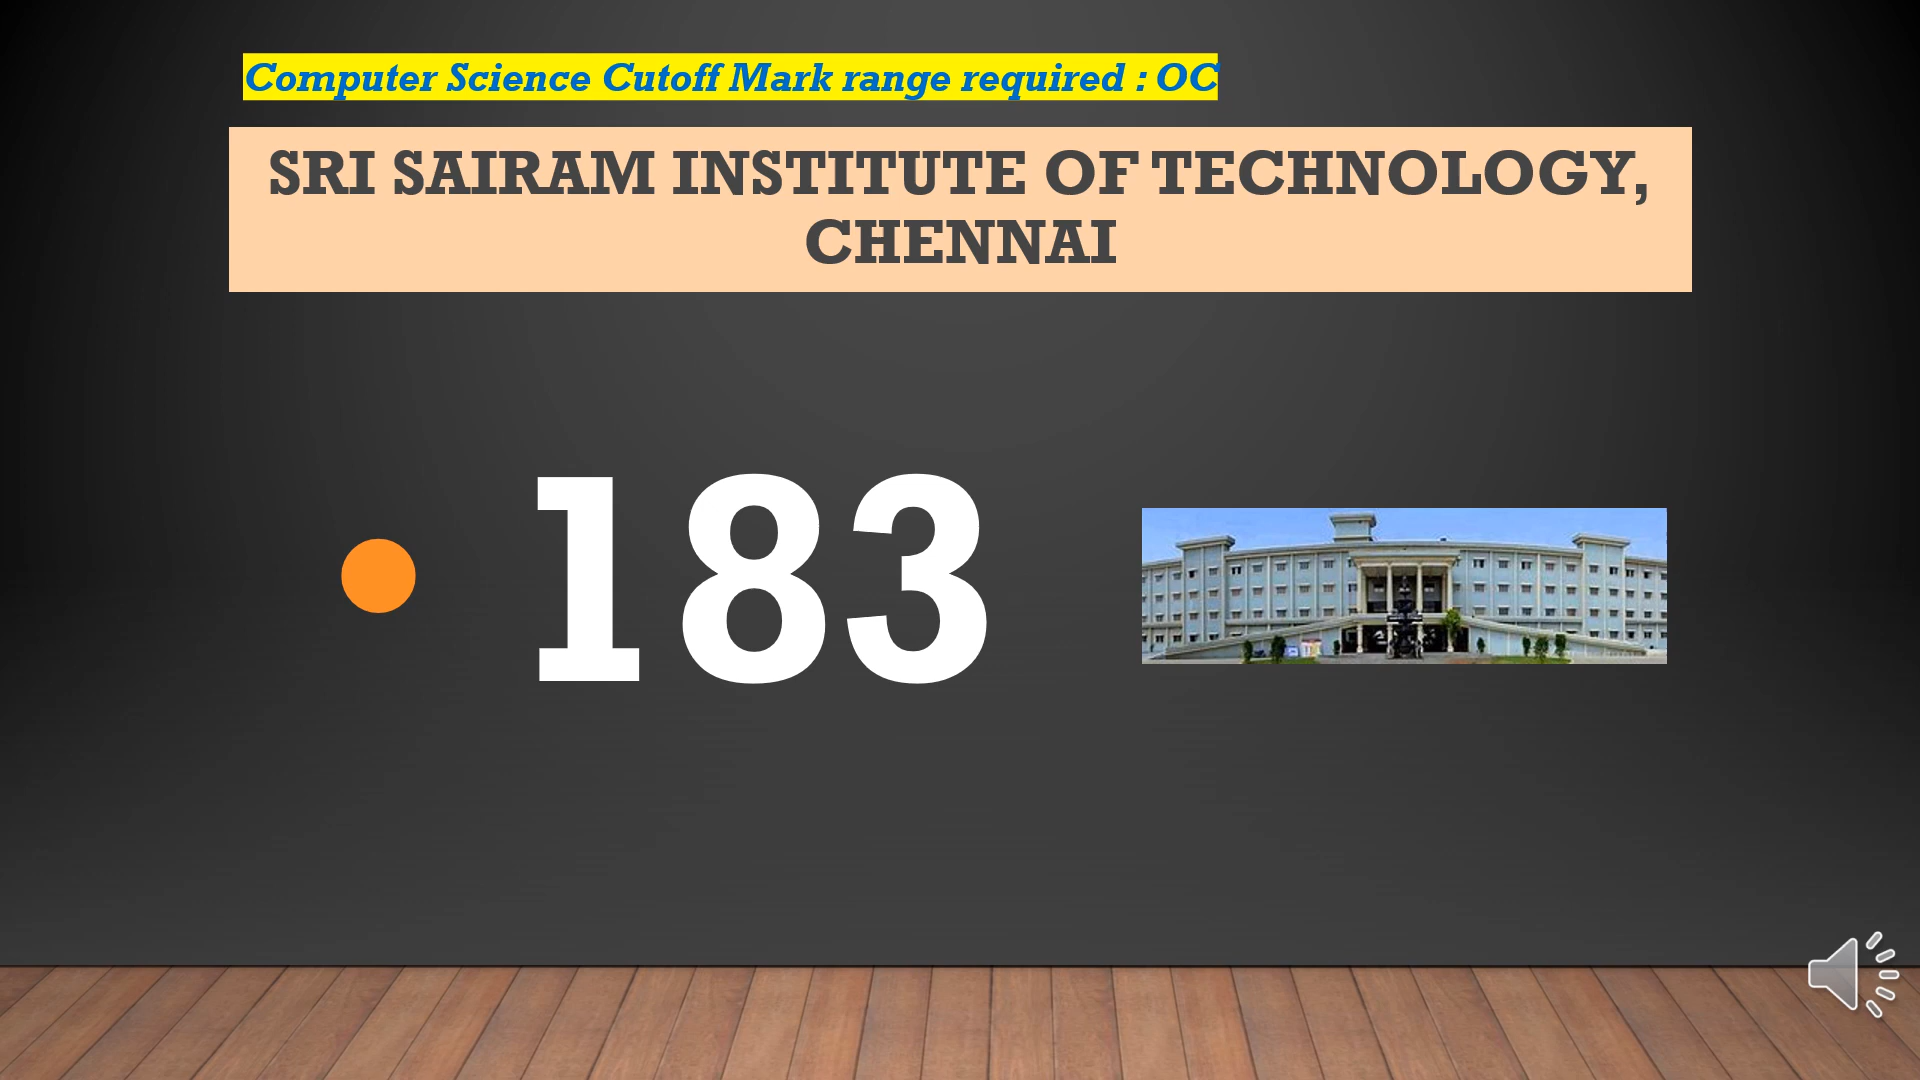 Computer Science Cutoff Mark range required : OC
SRI SAIRAM INSTITUTE OF TECHNOLOGY,
CHENNAI
183